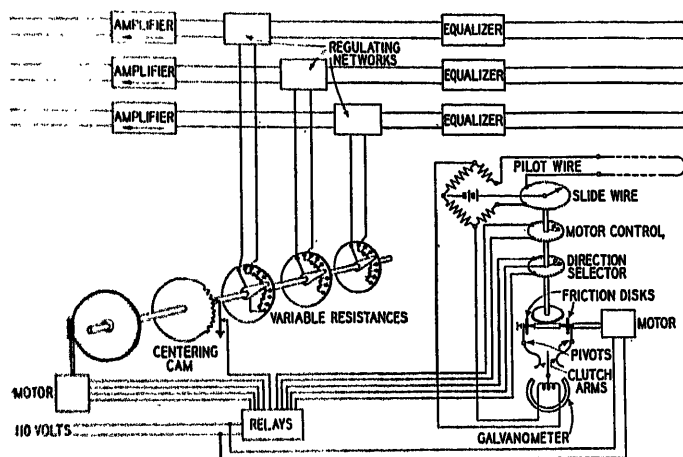 AMPLIFIER
EQUALIZER
REGULATING
NETWORKS
AMPLIFIER
EQUALIZER
AMPLIFIER
EQUALIZER
PILOT WIRE
SLIDE WIRE
MOTOR CONTROL
DIRECTION
SELECTOR
FRICTION DISKS
MOTOR
VARIABLE RESISTANCES
CENTERING
CAM
PIVOTS
CLUTCH
ARMS
MOTOR
110 VOLTS
RELAYS
GALVANOMETER